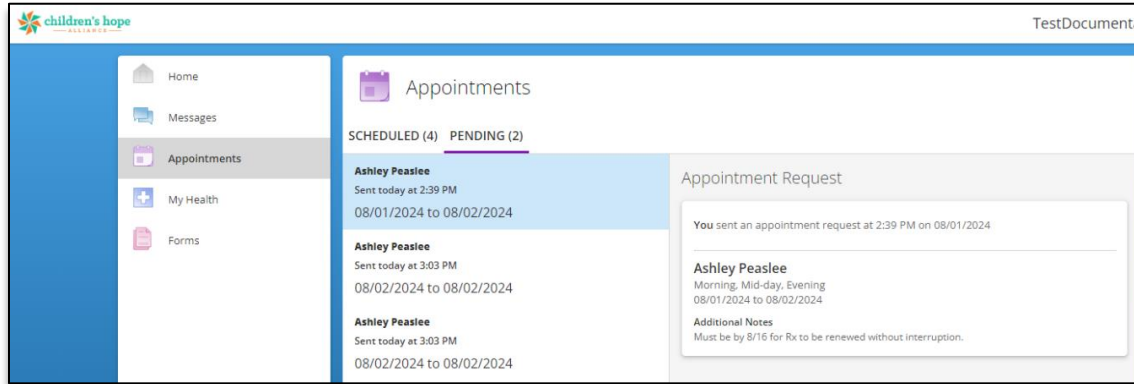 children's hope
ALLIANCE
TestDocument
Home
Messages
Appointments
My Health
Forms
Appointments
SCHEDULED (4) PENDING (2)
Ashley Peaslee
Sent today at 2:39 PM
08/01/2024 to 08/02/2024
Ashley Peaslee
Sent today at 3:03 PM
08/02/2024 to 08/02/2024
Ashley Peaslee
Sent today at 3:03 PM
08/02/2024 to 08/02/2024
Appointment Request
You sent an appointment request at 2:39 PM on 08/01/2024
Ashley Peaslee
Morning, Mid-day, Evening
08/01/2024 to 08/02/2024
Additional Notes
Must be by 8/16 for Rx to be renewed without interruption.